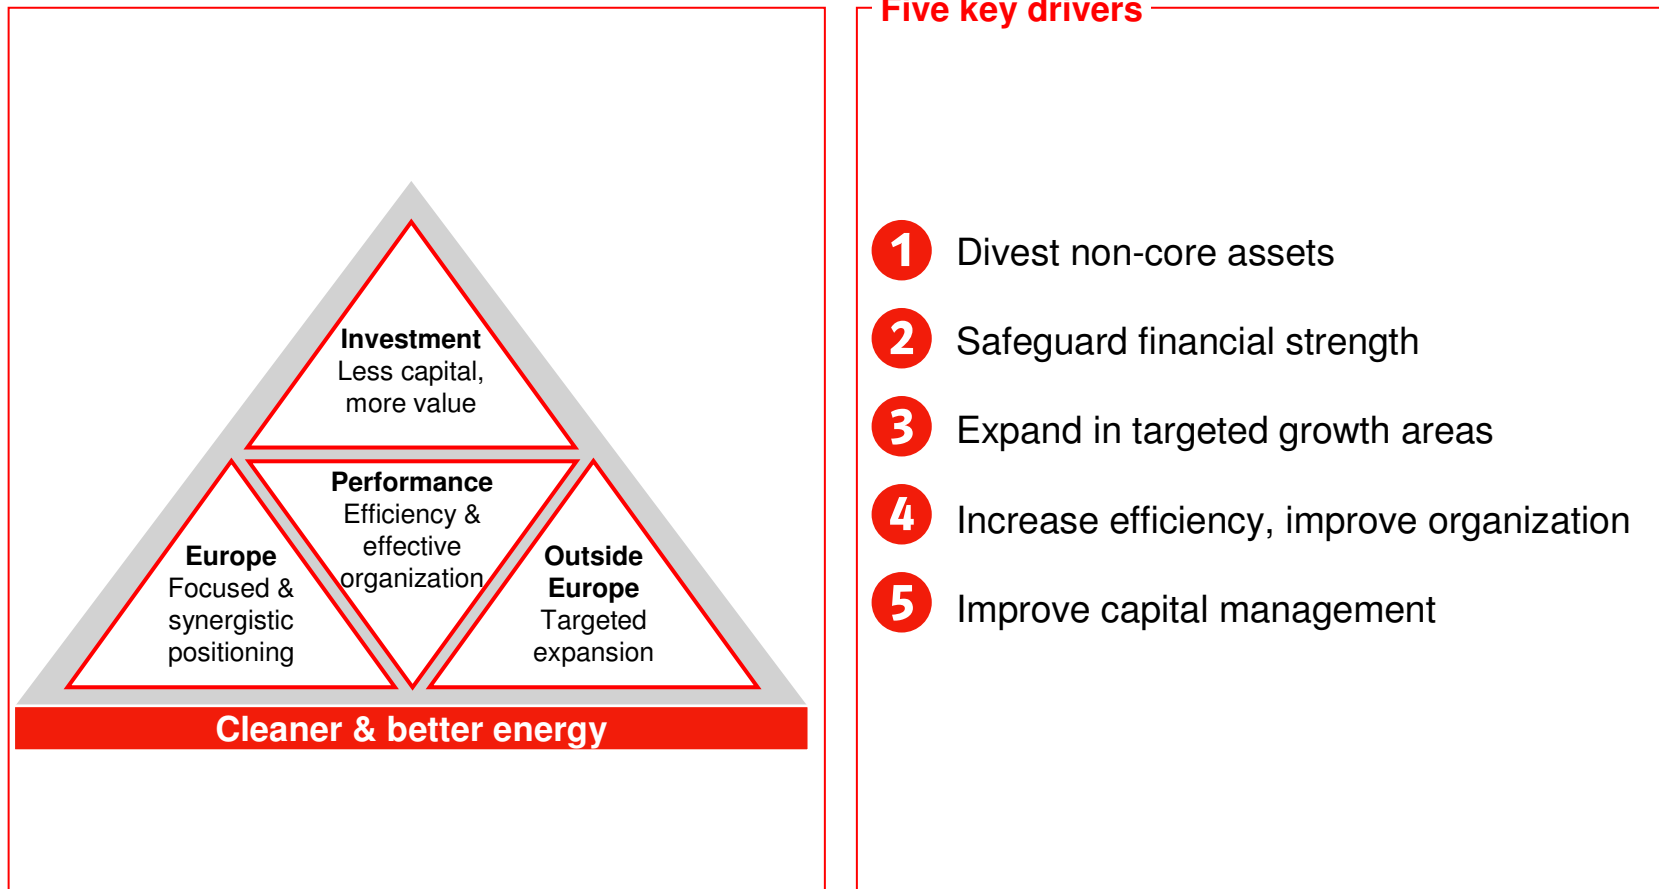 Investment
Less capital,
more value
Performance
Efficiency &
effective
organization
Europe
Focused &
synergistic
positioning
Outside
Europe
Targeted
expansion
Cleaner & better energy
Five key drivers
1 Divest non-core assets
2 Safeguard financial strength
3 Expand in targeted growth areas
4 Increase efficiency, improve organization
5 Improve capital management